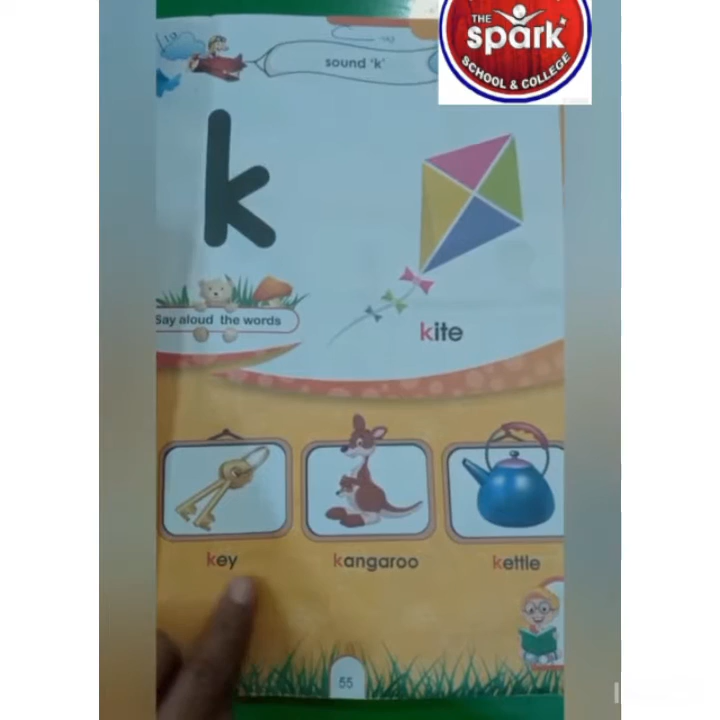 THE
spark
SCHOOL & COLLEGE
sound 'k'
k
kite
Say aloud the words
key kangaroo kettle
55